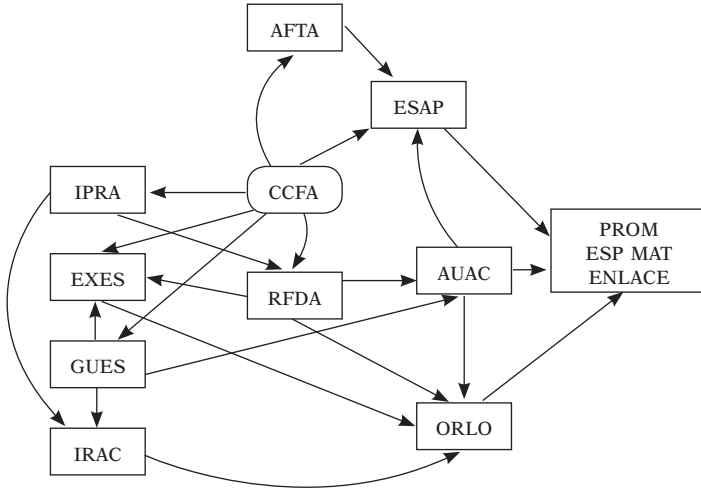 AFTA
ESAP
IPRA
CCFA
PROM
ESP MAT
ENLACE
EXES
RFDA
AUAC
GUES
ORLO
IRAC